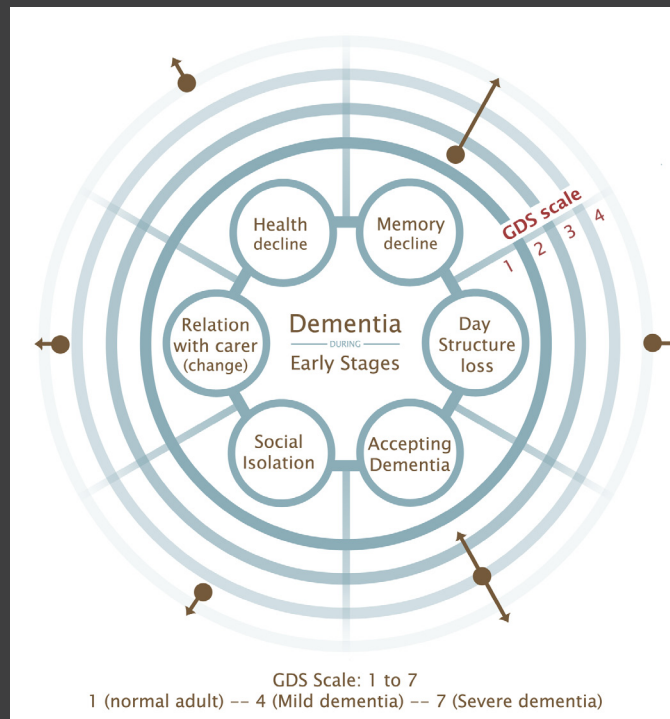 GDS scale
1 2 3 4
Health
decline
Memory
decline
Relation
with carer
(change)
Dementia
DURING
Early Stages
Day
Structure
loss
Social
Isolation
Accepting
Dementia
GDS Scale: 1 to 7
1 (normal adult) -- 4 (Mild dementia) -- 7 (Severe dementia)